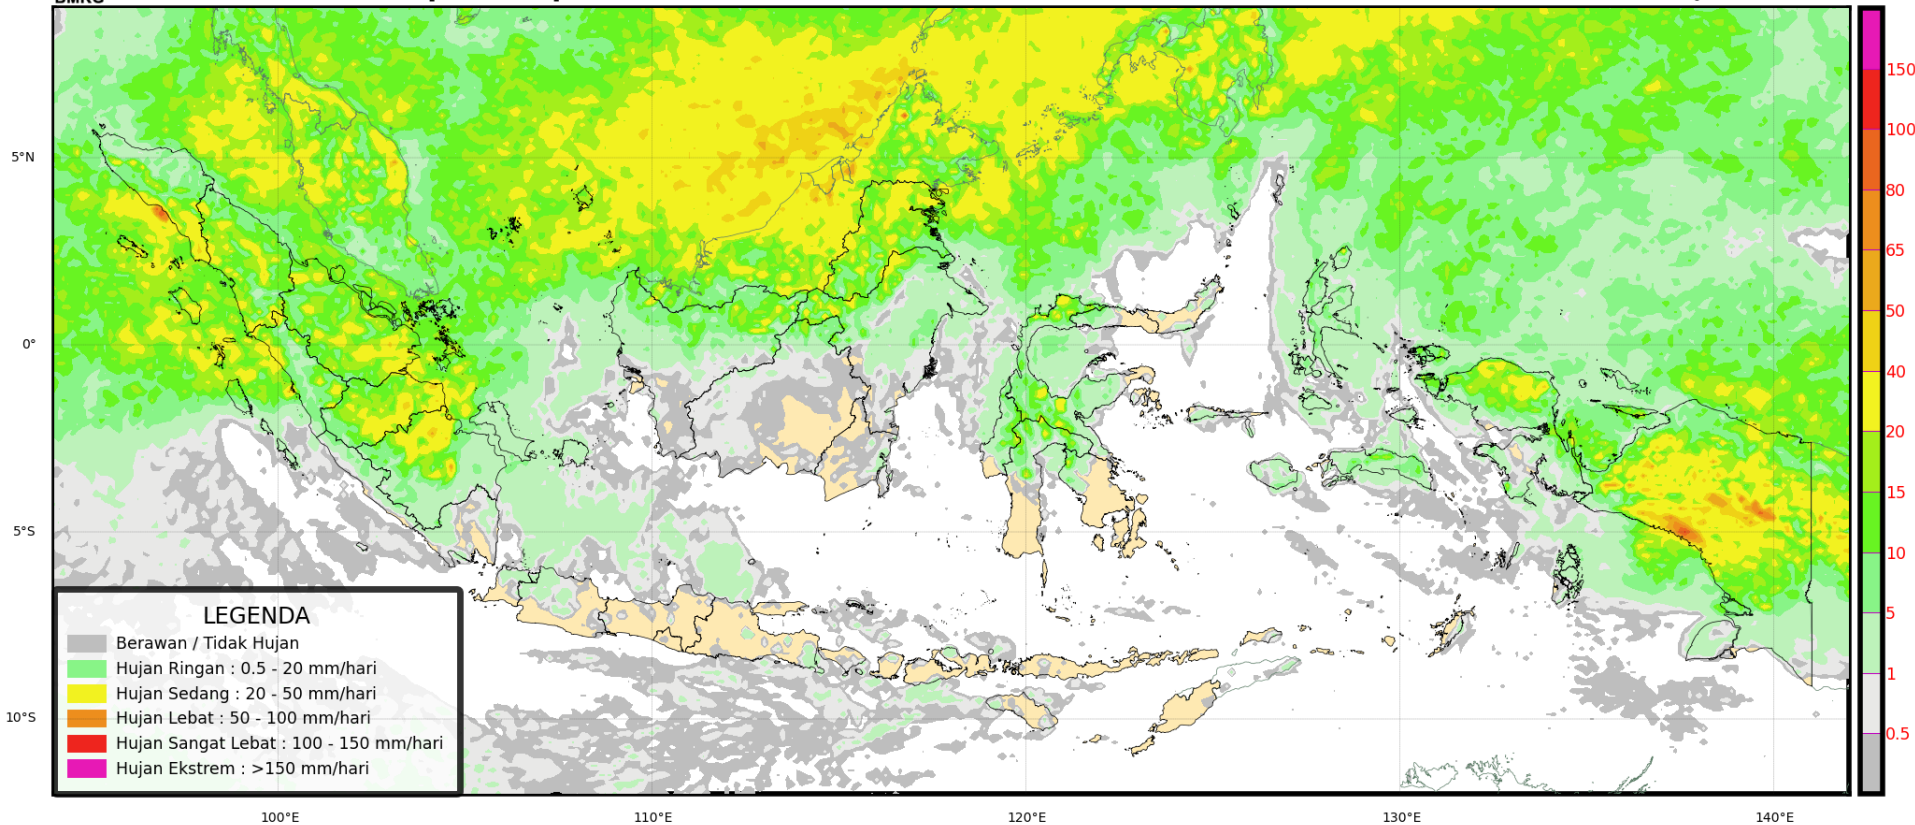 BMKG
5°N
0°
5°S
10°S
100°E
110°E
120°E
130°E
140°E
LEGENDA
Berawan / Tidak Hujan
Hujan Ringan : 0.5 - 20 mm/hari
Hujan Sedang : 20 - 50 mm/hari
Hujan Lebat : 50 - 100 mm/hari
Hujan Sangat Lebat : 100 - 150 mm/hari
Hujan Ekstrem : >150 mm/hari
150
100
80
65
50
40
20
15
10
5
1
0.5